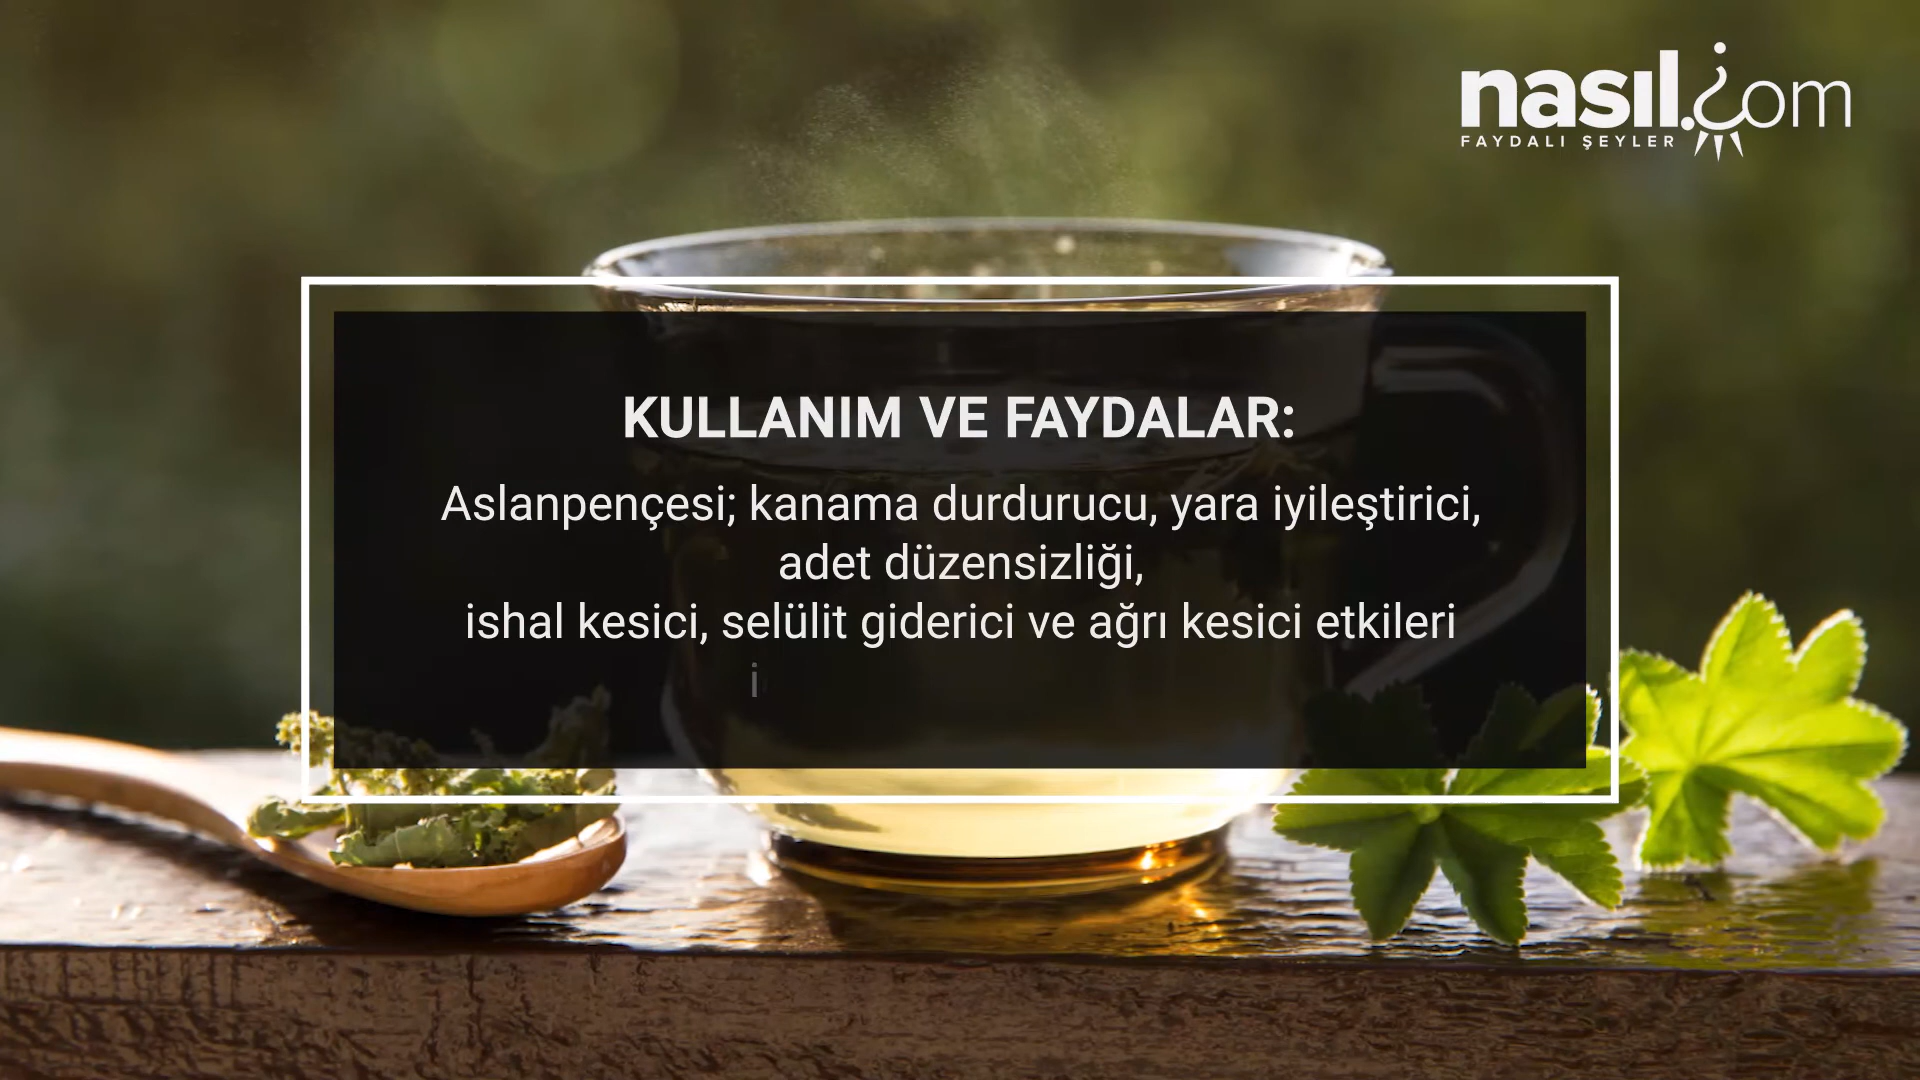 nasıl.com
FAYDALI ŞEYLER
KULLANIM VE FAYDALAR:
Aslanpençesi; kanama durdurucu, yara iyileştirici,
adet düzensizliği,
ishal kesici, selülit giderici ve ağrı kesici etkileri
i